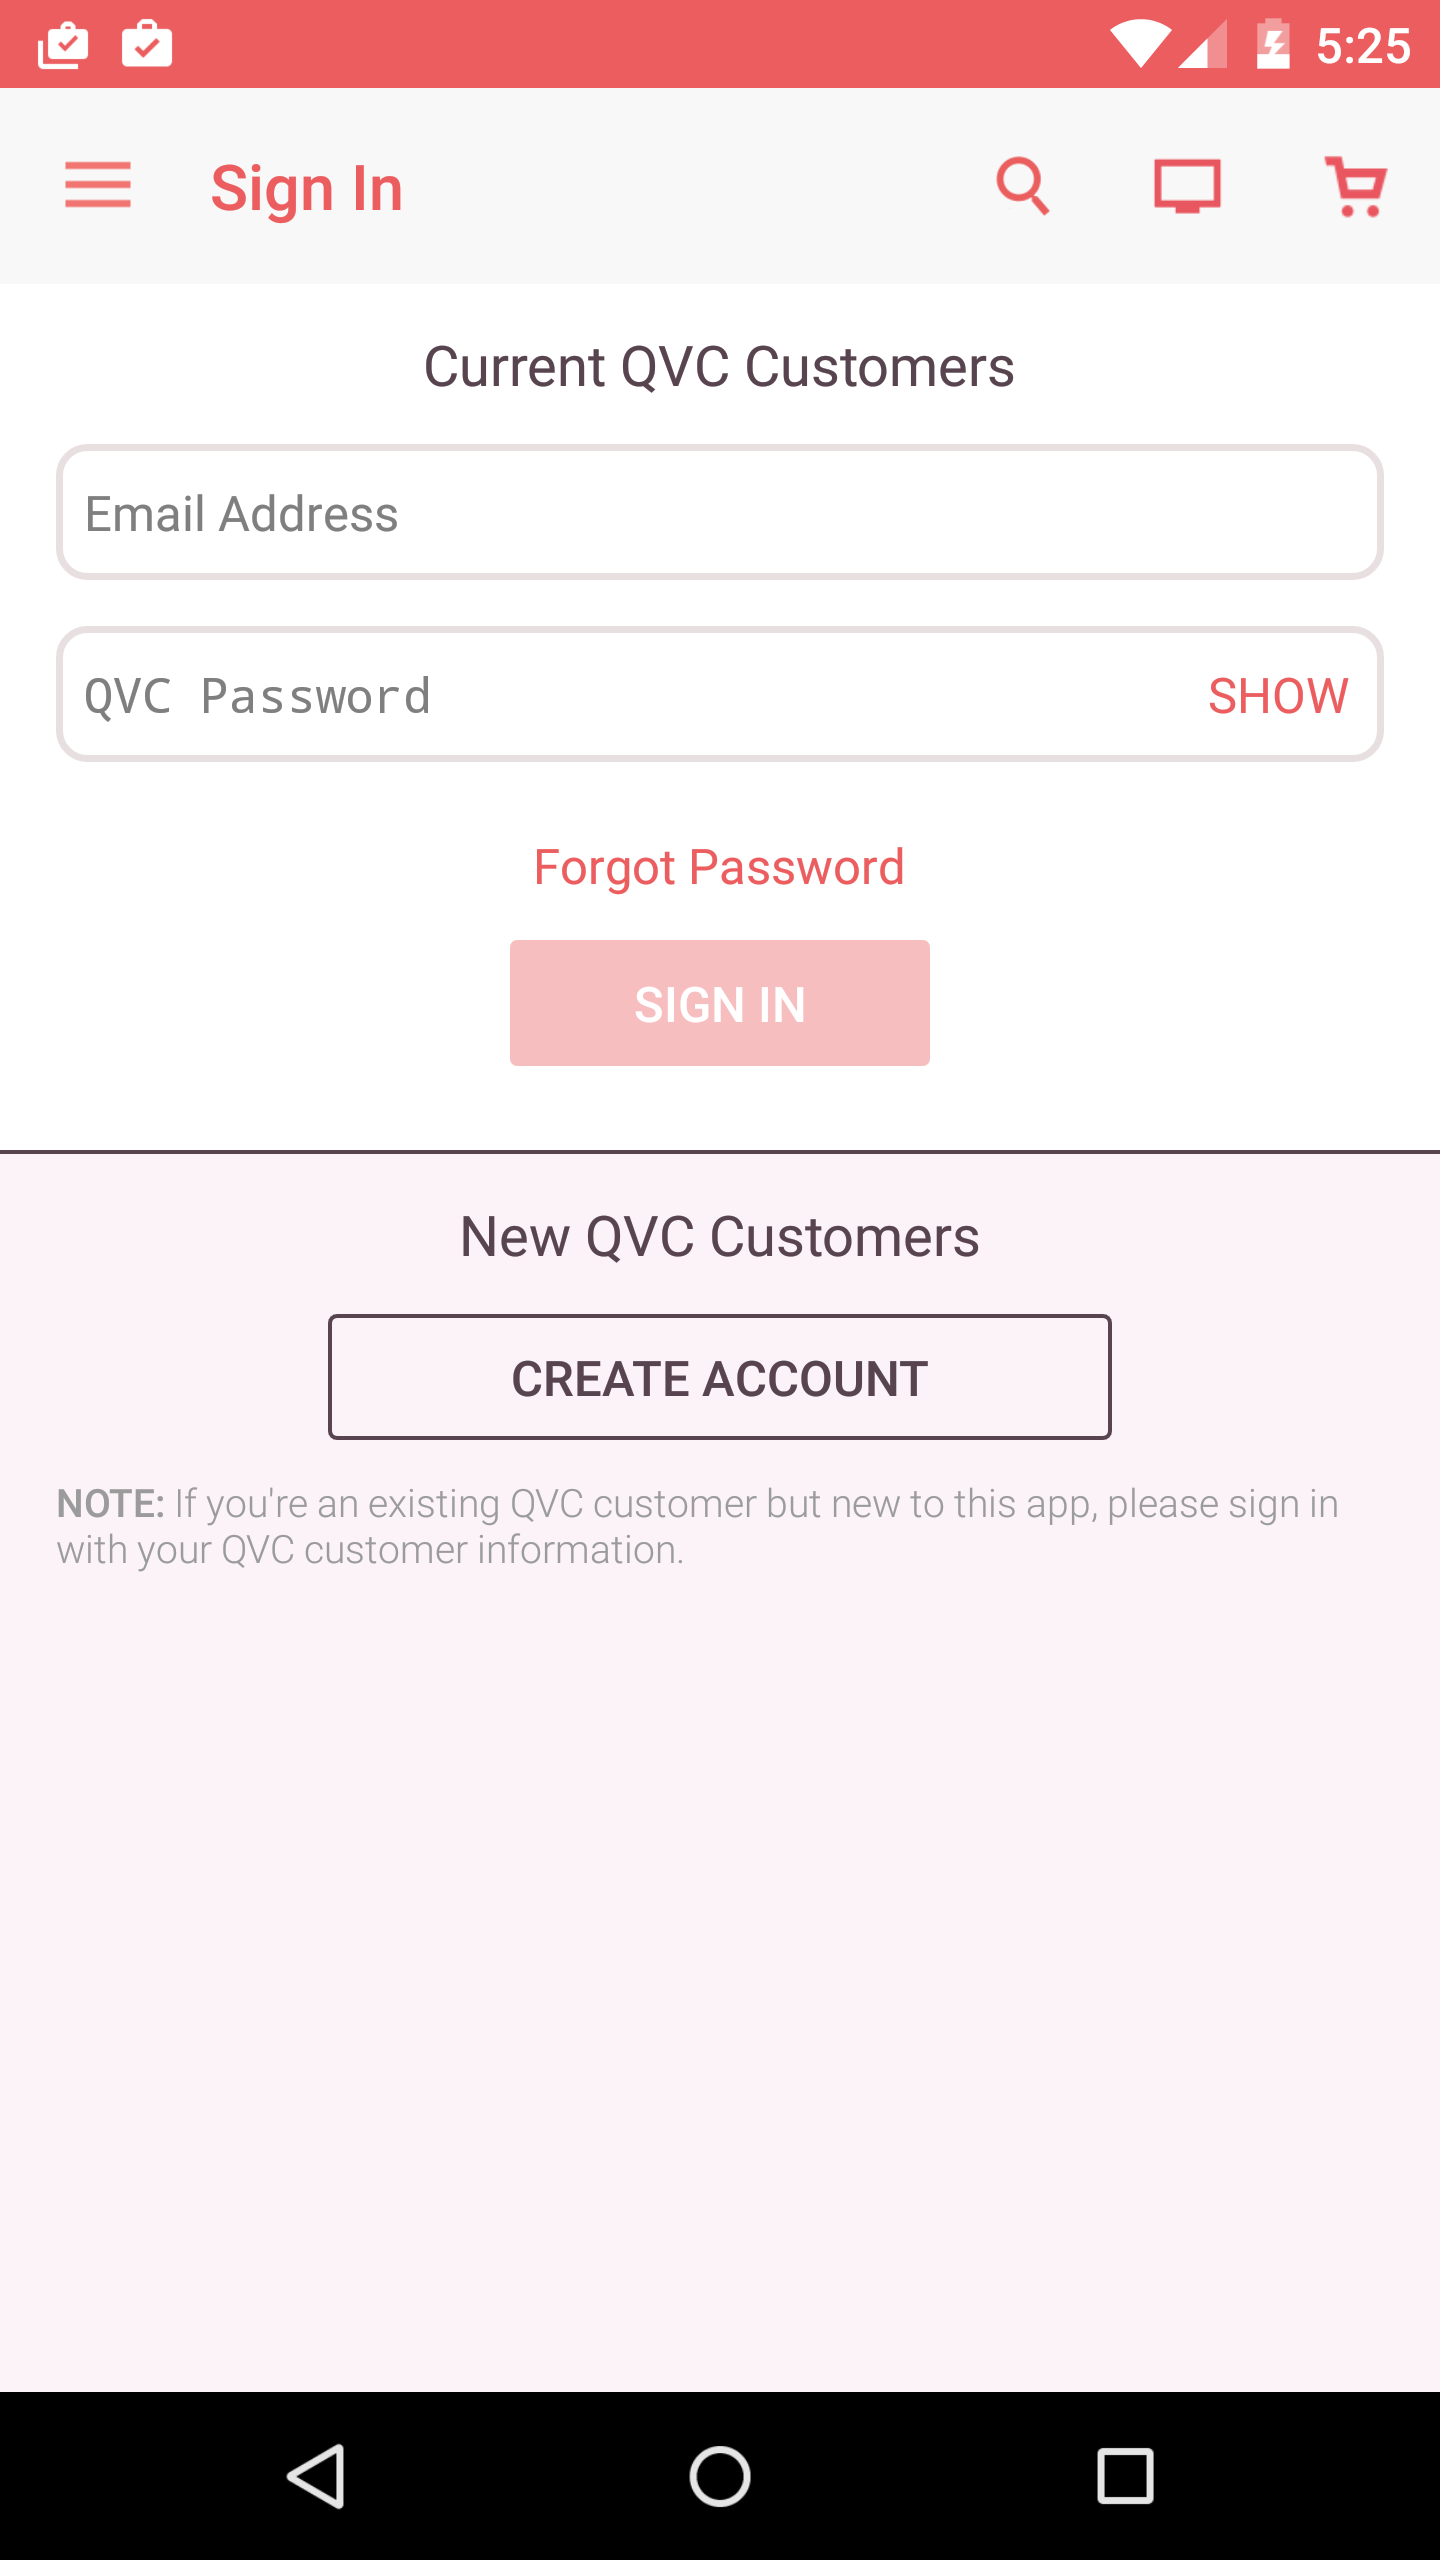 5:25
Sign In
Current QVC Customers
Email Address
QVC Password
SHOW
Forgot Password
SIGN IN
New QVC Customers
CREATE ACCOUNT
NOTE: If you're an existing QVC customer but new to this app, please sign in
with your QVC customer information.